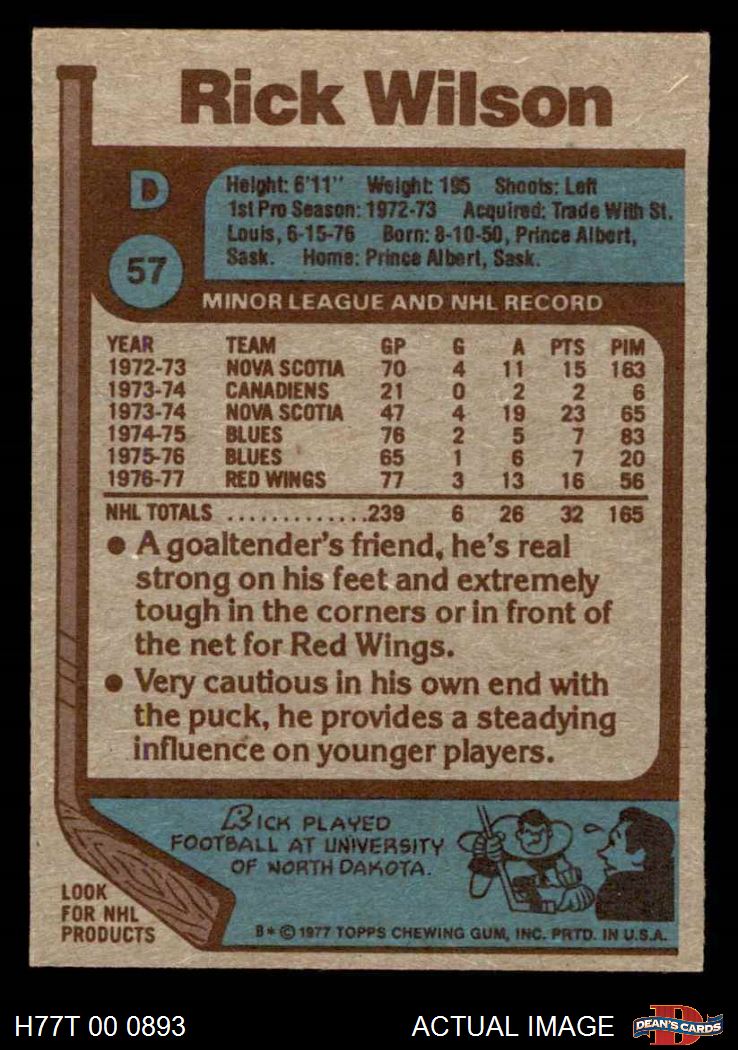 Rick Wilson
D
57
Height: 6'11" Weight: 195 Shoots: Left
1st Pro Season: 1972-73 Acquired: Trade With St.
Louis, 6-15-76 Born: 8-10-50, Prince Albert,
Sask. Home: Prince Albert, Sask.
MINOR LEAGUE AND NHL RECORD
YEAR TEAM GP G A PTS PIM
1972-73 NOVA SCOTIA 70 4 11 15 163
1973-74 CANADIENS 21 0 2 2 6
1973-74 NOVA SCOTIA 47 4 19 23 65
1974-75 BLUES 76 2 5 7 83
1975-76 BLUES 65 1 6 7 20
1976-77 RED WINGS 77 3 13 16 56
NHL TOTALS .............239 6 26 32 165
● A goaltender's friend, he's real
strong on his feet and extremely
tough in the corners or in front of
the net for Red Wings.
● Very cautious in his own end with
the puck, he provides a steadying
influence on younger players.
RICK PLAYED
FOOTBALL AT UNIVERSITY
OF NORTH DAKOTA.
LOOK
FOR NHL
PRODUCTS
B* © 1977 TOPPS CHEWING GUM, INC. PRTD. IN U.S.A.
H77T 00 0893 ACTUAL IMAGE
DEAN'S CARDS